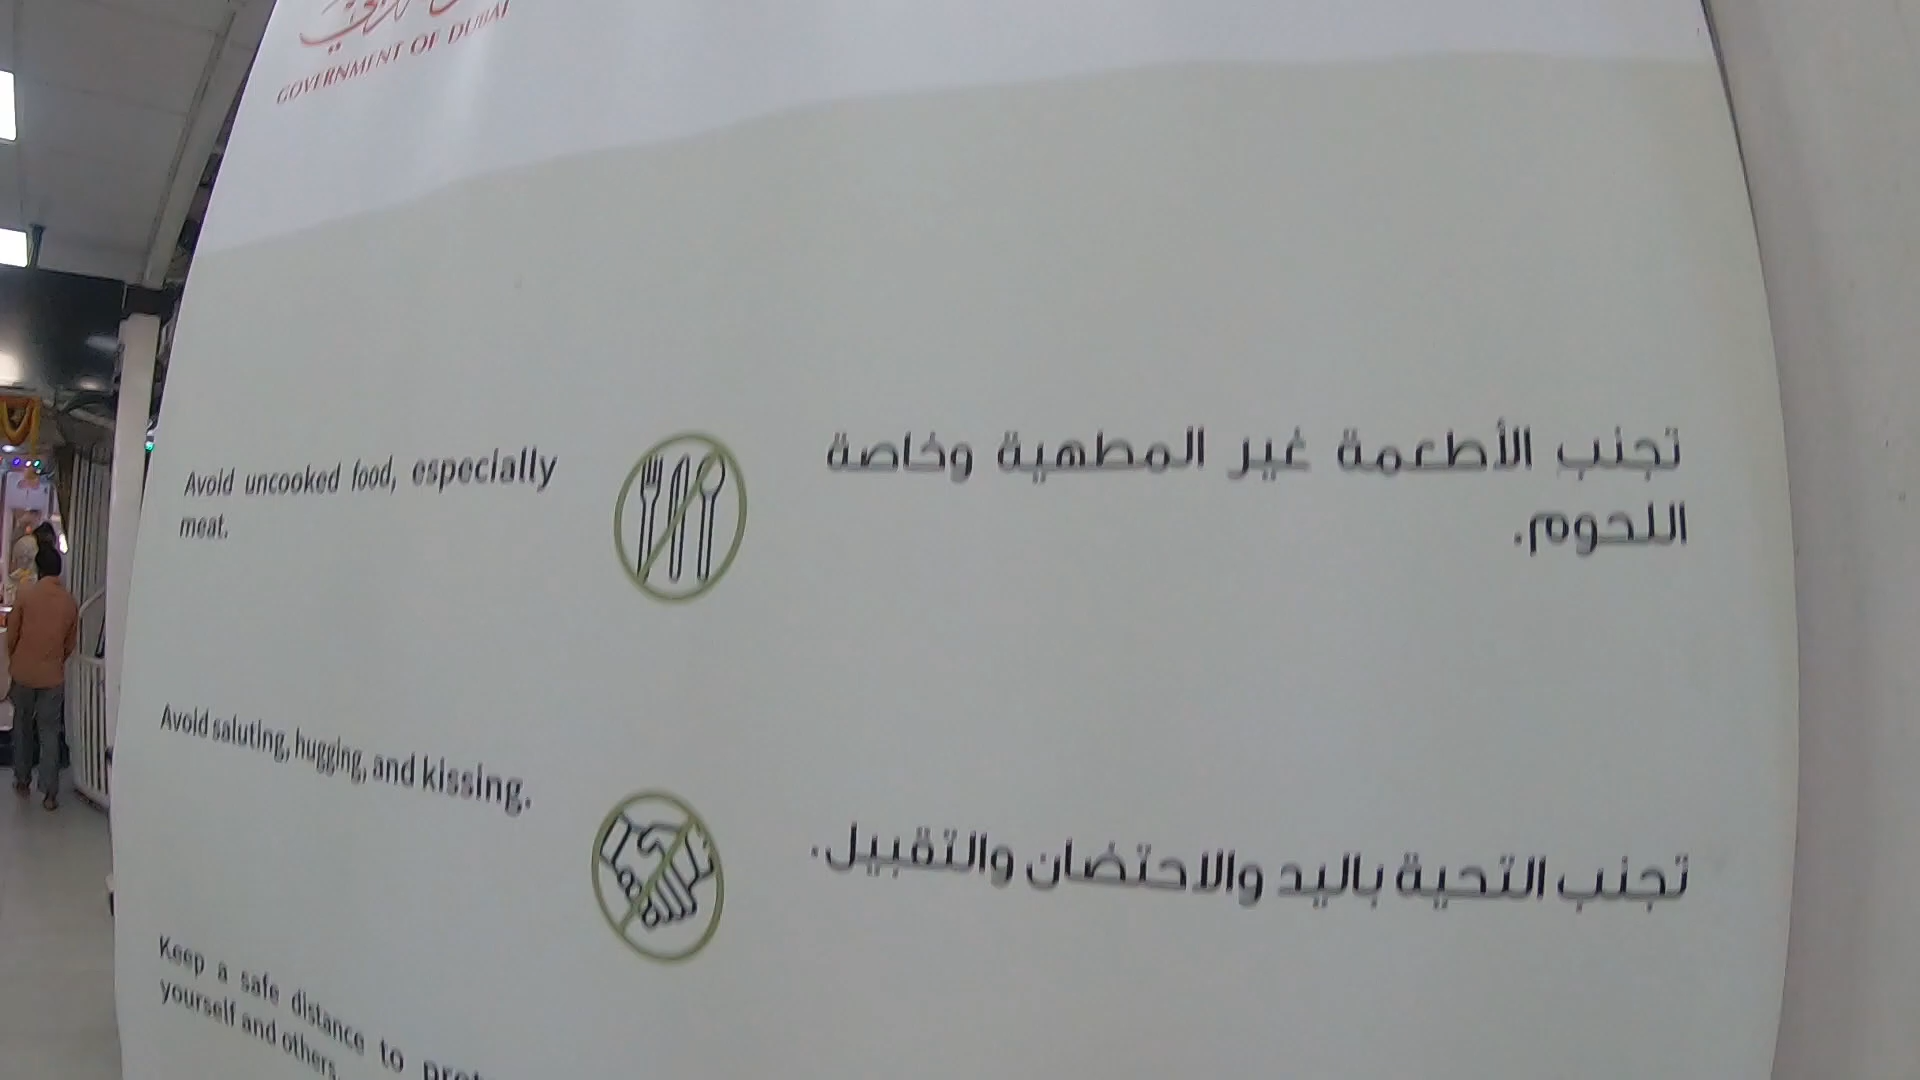 GOVERNMENT OF DUBAI
Avoid uncooked food, especially
meat.
تجنب الأطعمة غير المطهية وخاصة
اللحوم.
Avoid saluting, hugging, and kissing.
تجنب التحية باليد والاحتضان والتقبيل.
Keep a safe distance to
yourself and others.